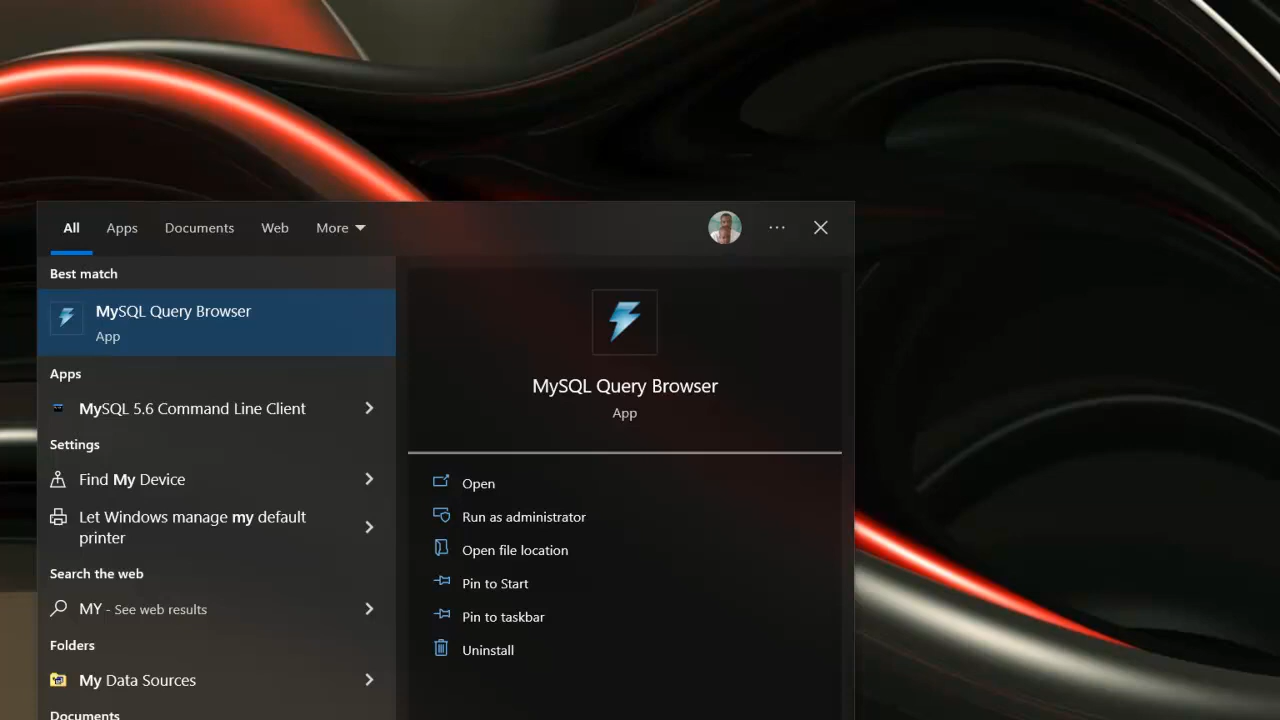 All
Apps
Documents
Web
More
Best match
MySQL Query Browser
App
Apps
MySQL 5.6 Command Line Client
Settings
Find My Device
Let Windows manage my default
printer
Search the web
MY - See web results
Folders
My Data Sources
Documents
MySQL Query Browser
App
Open
Run as administrator
Open file location
Pin to Start
Pin to taskbar
Uninstall